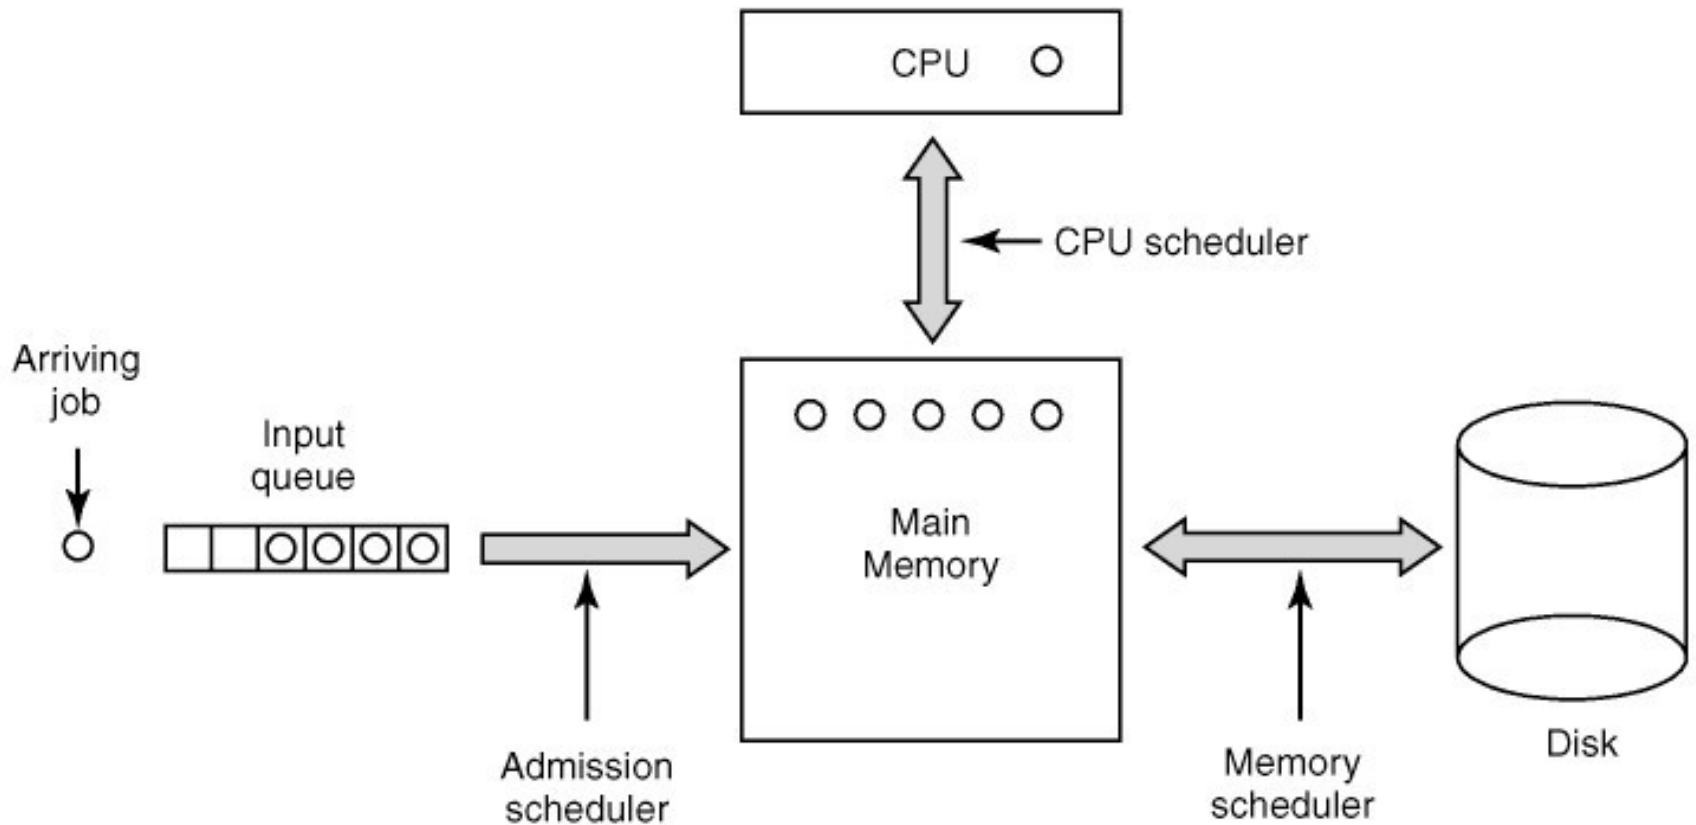 CPU
CPU scheduler
Arriving
job
Input
queue
Main
Memory
Admission
scheduler
Memory
scheduler
Disk